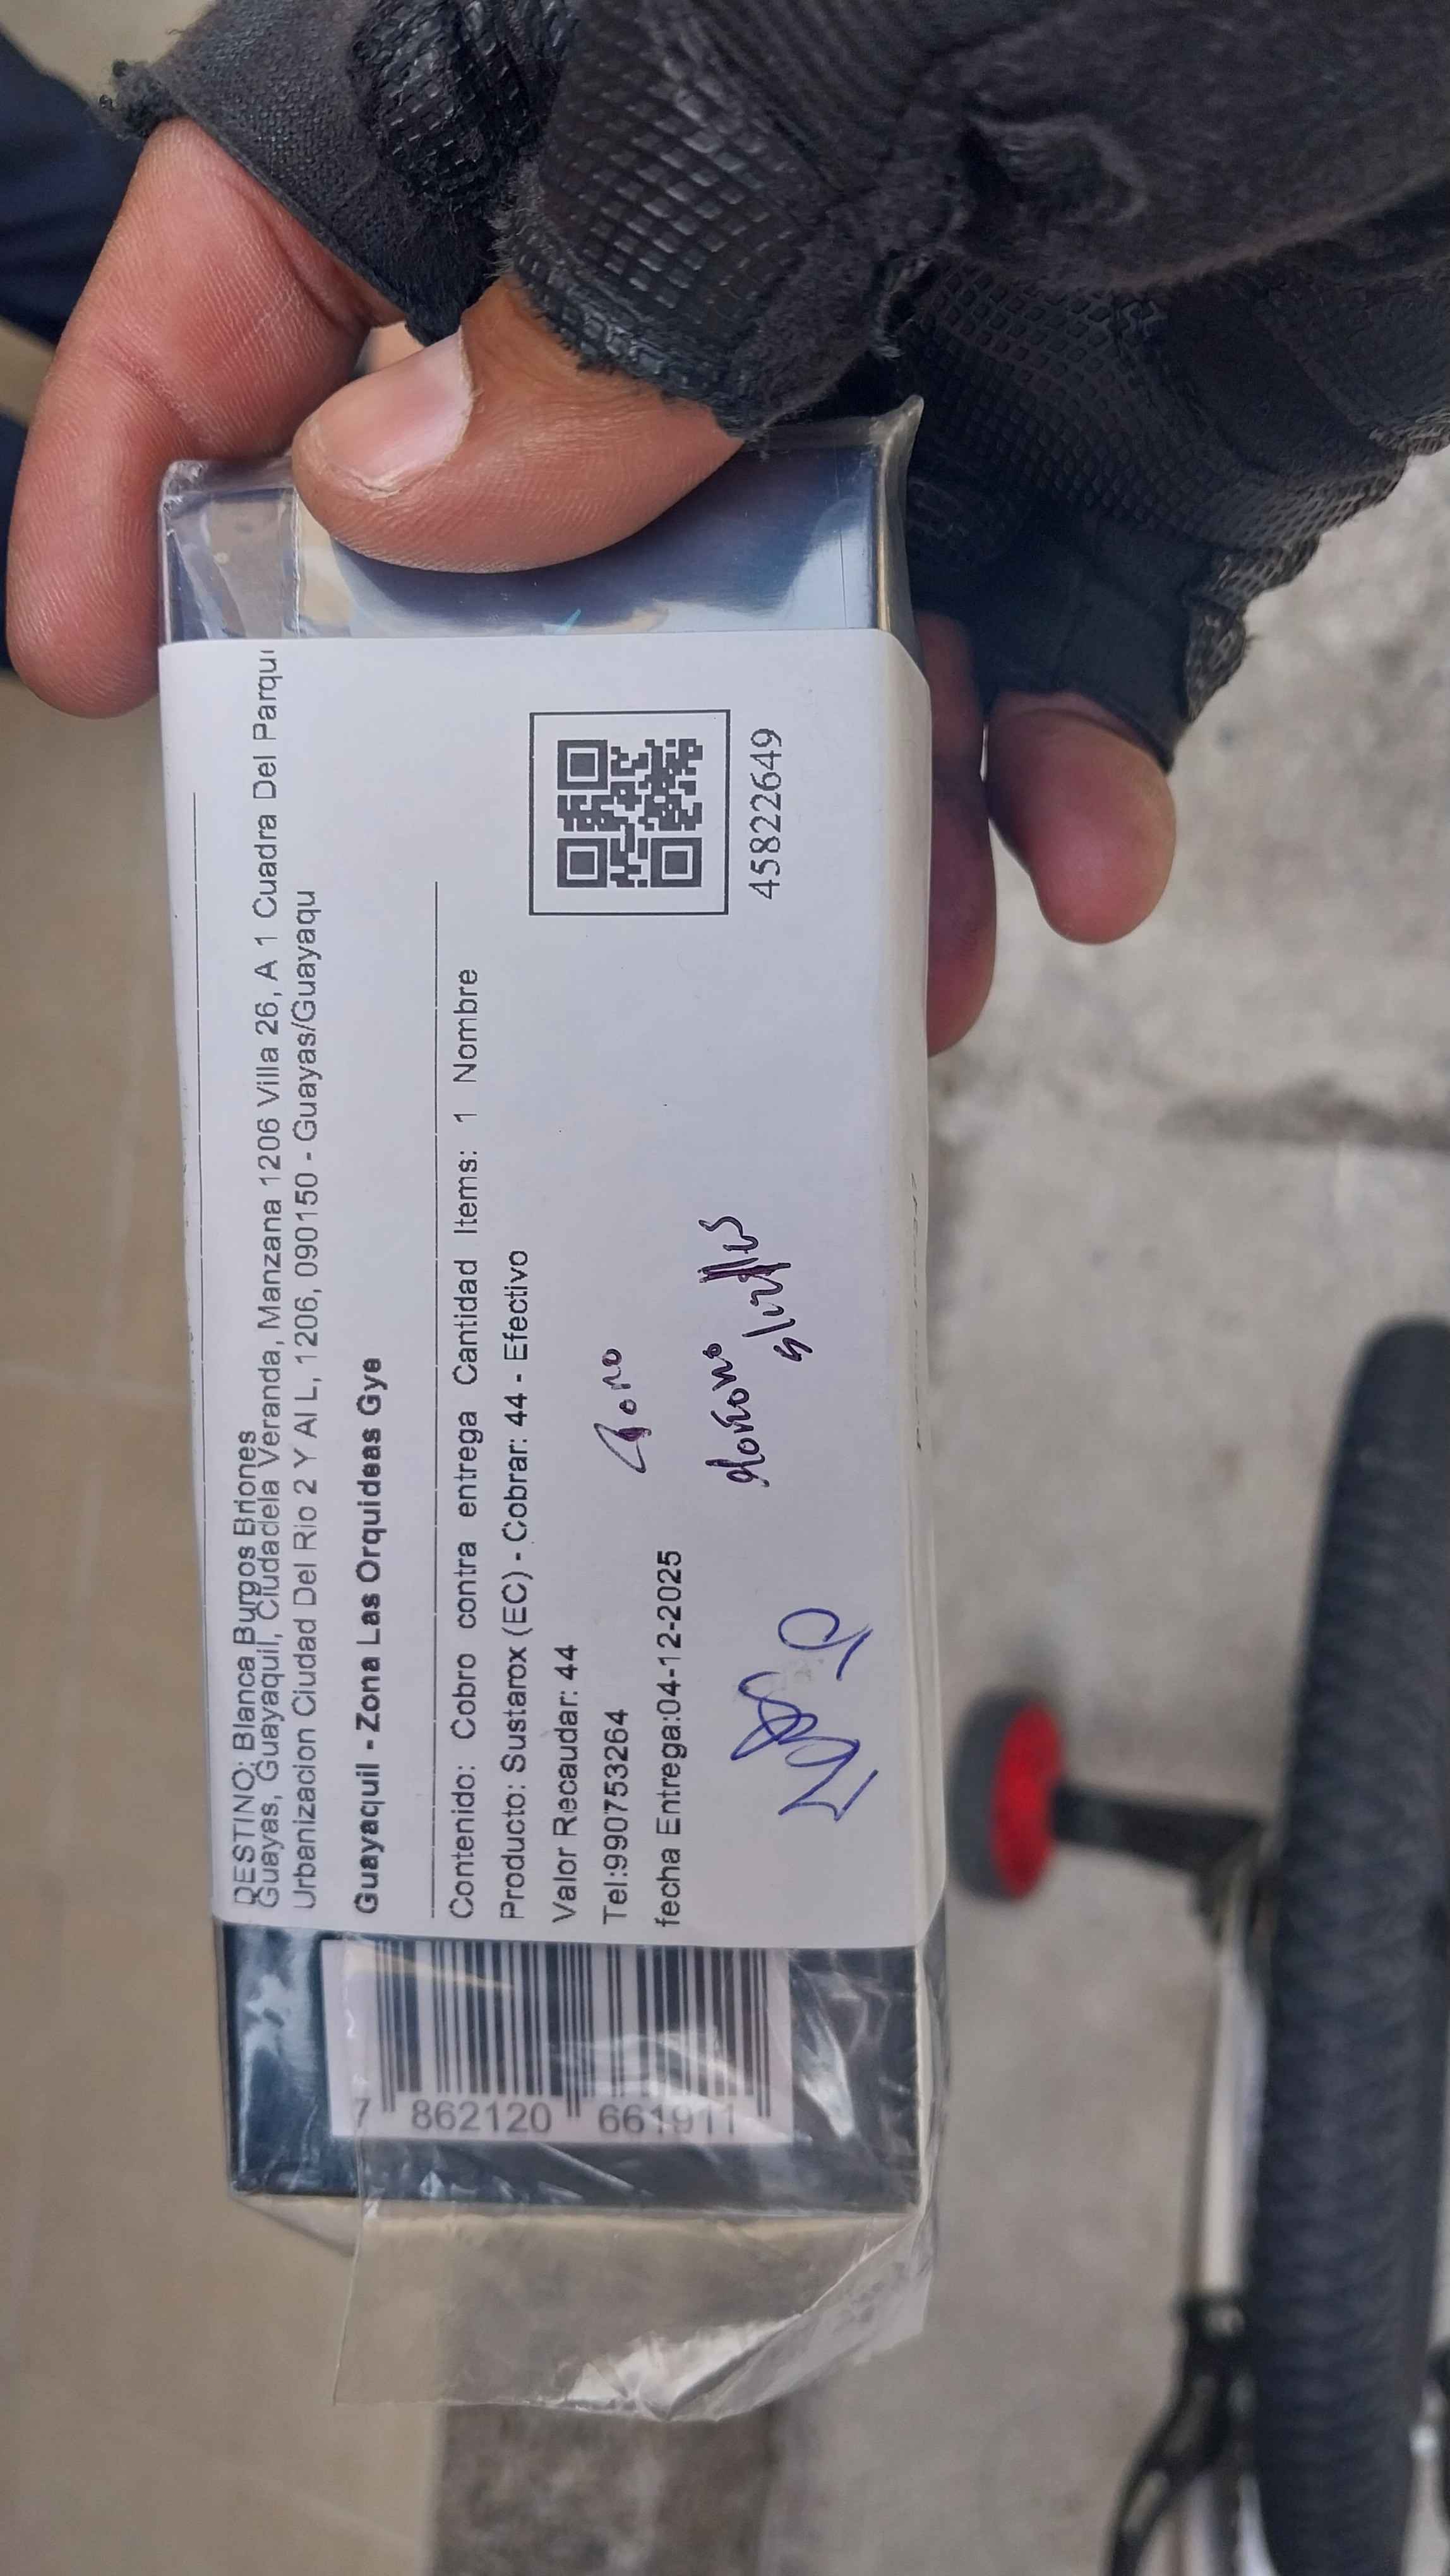 DESTINO: Blanca Burgos Briones
Guayas, Guayaquil, Ciudadela Veranda, Manzana 1206 Villa 26, A 1 Cuadra Del Parqu
Urbanizacion Ciudad Del Rio 2 Y Al L, 1206, 090150 - Guayas/Guayaqu
Guayaquil - Zona Las Orquideas Gye
Contenido: Cobro contra entrega Cantidad Items: 1 Nombre
Producto: Sustarox (EC) - Cobrar: 44 - Efectivo
Valor Recaudar: 44
Tel:990753264
fecha Entrega:04-12-2025
45822649
7 862120 661911